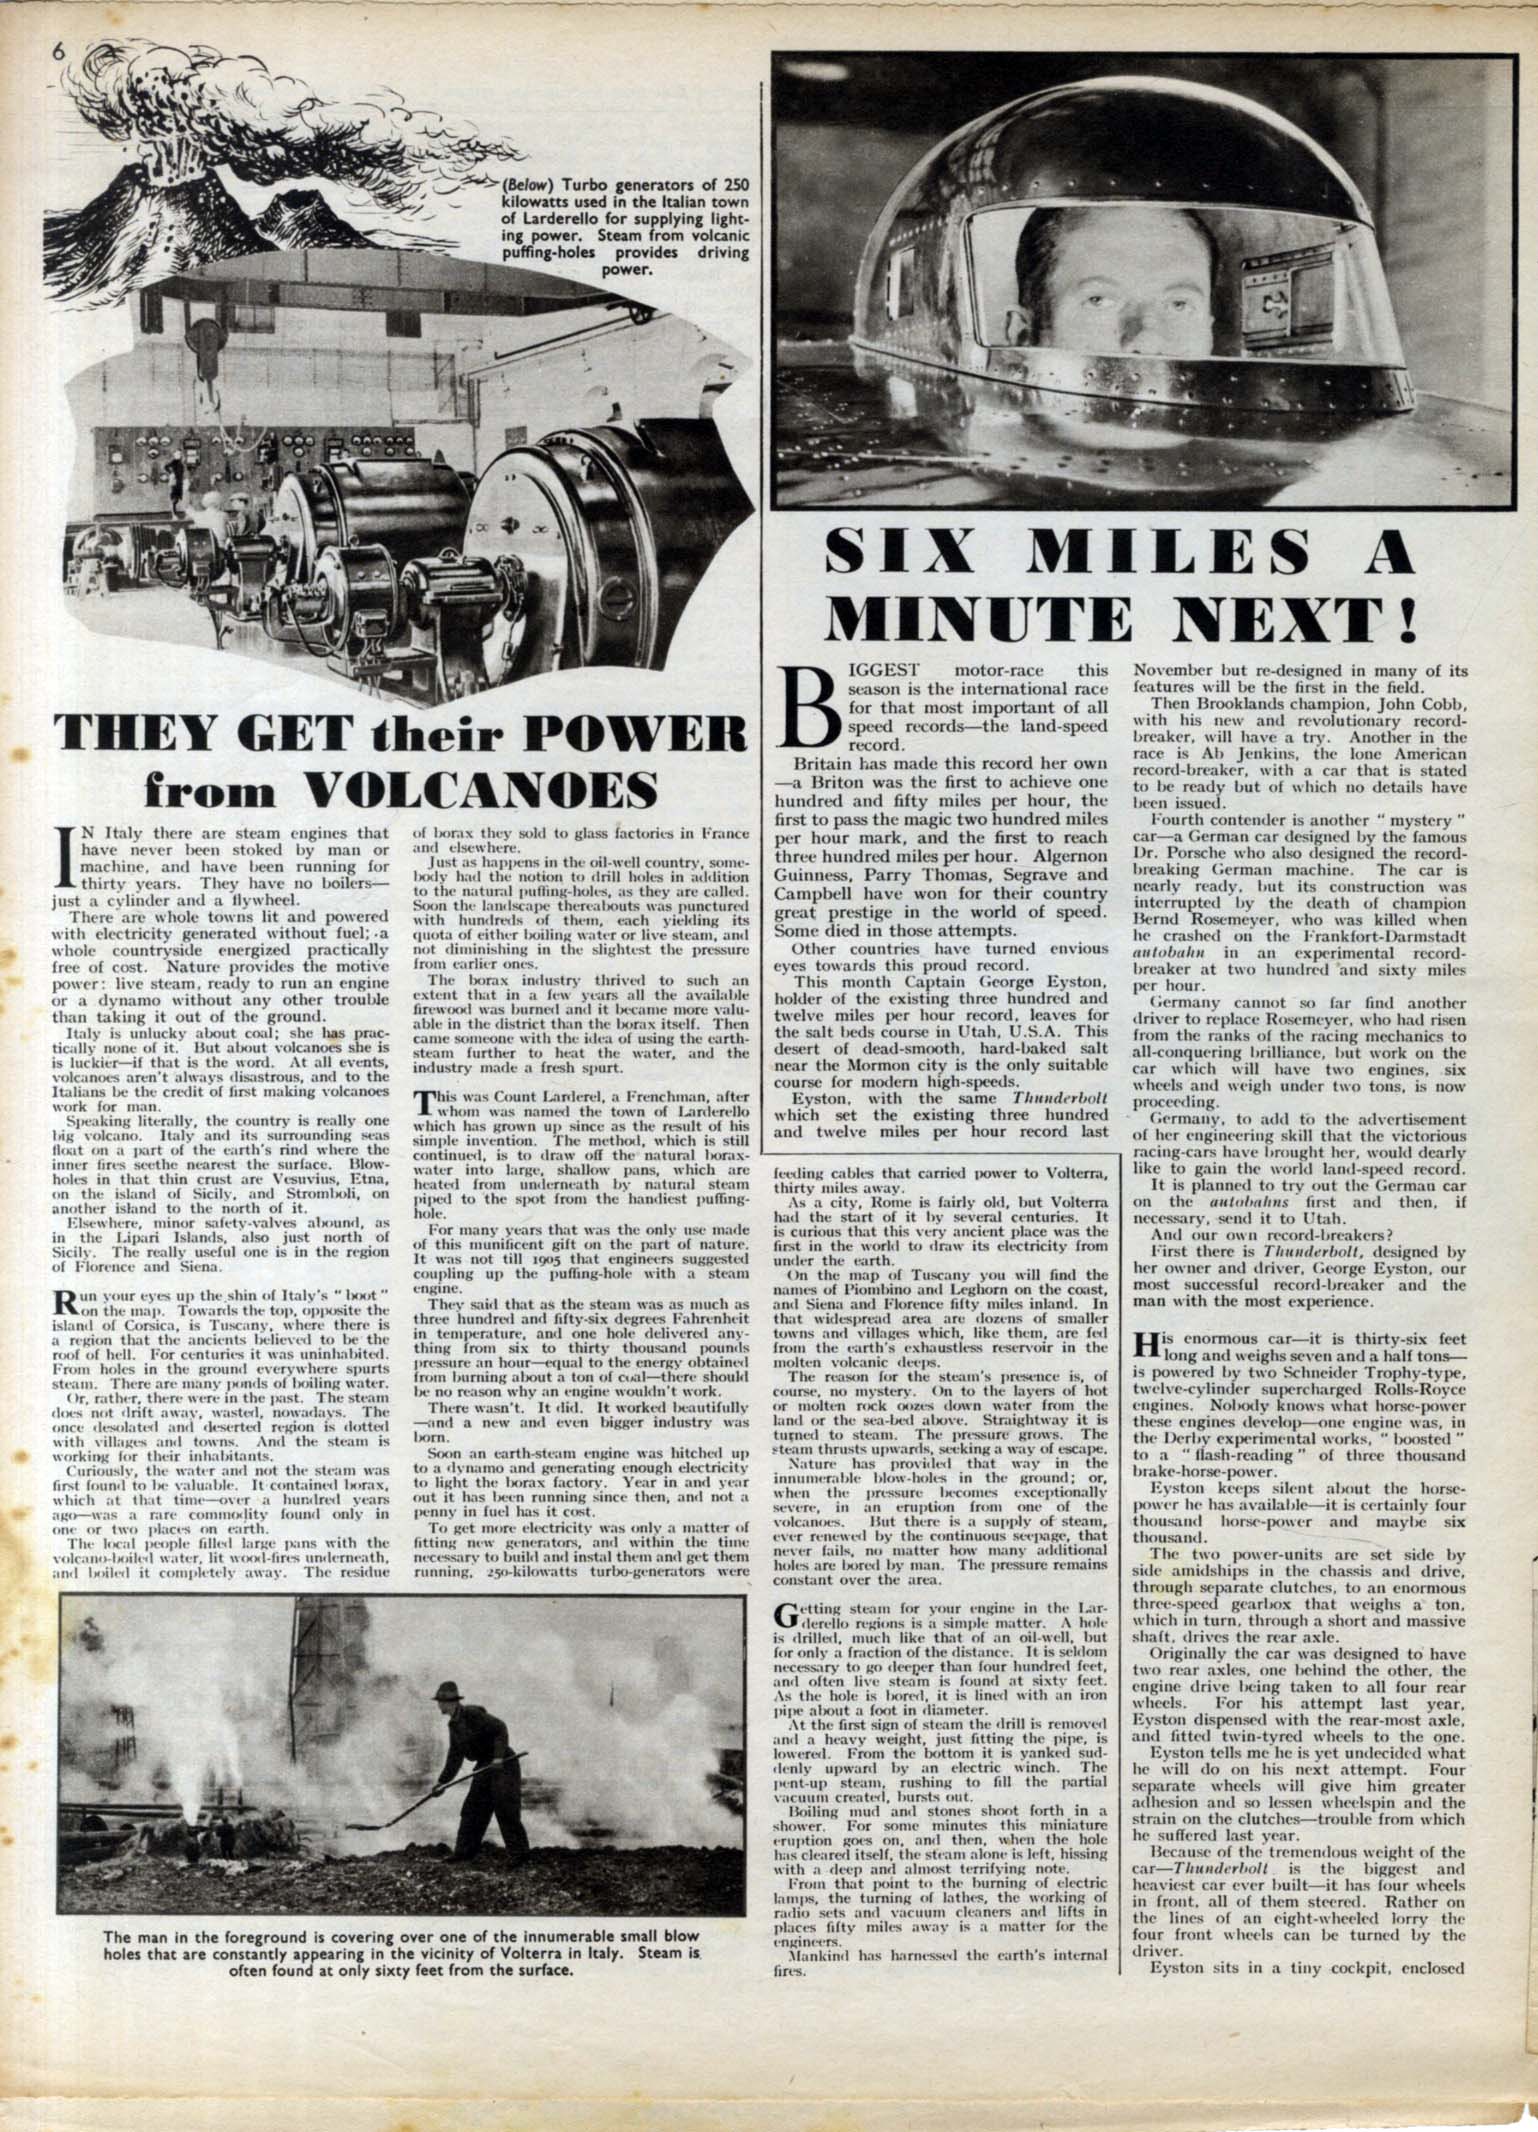 6
(Below) Turbo generators of 250
kilowatts used in the Italian town
of Larderello for supplying light-
ing power. Steam from volcanic
puffing-holes provides driving
power.
THEY GET their POWER
from VOLCANOES
IN Italy there are steam engines that
have never been stoked by man or
machine, and have been running for
thirty years. They have no boilers—
just a cylinder and a flywheel.
There are whole towns lit and powered
with electricity generated without fuel; a
whole countryside energized practically
free of cost. Nature provides the motive
power: live steam, ready to run an engine
or a dynamo without any other trouble
than taking it out of the ground.
Italy is unlucky about coal; she has prac-
tically none of it. But about volcanoes she is
is luckier—if that is the word. At all events,
volcanoes aren't always disastrous, and to the
Italians be the credit of first making volcanoes
work for man.
Speaking literally, the country is really one
big volcano. Italy and its surrounding seas
float on a part of the earth's rind where the
inner fires seethe nearest the surface. Blow-
holes in that thin crust are Vesuvius, Etna,
on the island of Sicily, and Stromboli, on
another island to the north of it.
Elsewhere, minor safety-valves abound, as
in the Lipari Islands, also just north of
Sicily. The really useful one is in the region
of Florence and Siena.
Run your eyes up the shin of Italy's " boot "
on the map. Towards the top, opposite the
island of Corsica, is Tuscany, where there is
a region that the ancients believed to be the
roof of hell. For centuries it was uninhabited.
From holes in the ground everywhere spurts
steam. There are many ponds of boiling water.
Or, rather, there were in the past. The steam
does not drift away, wasted, nowadays. The
once desolated and deserted region is dotted
with villages and towns. And the steam is
working for their inhabitants.
Curiously, the water and not the steam was
first found to be valuable. It contained borax,
which at that time—over a hundred years
ago—was a rare commodity found only in
one or two places on earth.
The local people filled large pans with the
volcano-boiled water, lit wood-fires underneath,
and boiled it completely away. The residue
of borax they sold to glass factories in France
and elsewhere.
Just as happens in the oil-well country, some-
body had the notion to drill holes in addition
to the natural puffing-holes, as they are called.
Soon the landscape thereabouts was punctured
with hundreds of them, each yielding its
quota of either boiling water or live steam, and
not diminishing in the slightest the pressure
from earlier ones.
The borax industry thrived to such an
extent that in a few years all the available
firewood was burned and it became more valu-
able in the district than the borax itself. Then
came someone with the idea of using the earth-
steam further to heat the water, and the
industry made a fresh spurt.
This was Count Larderel, a Frenchman, after
whom was named the town of Larderello
which has grown up since as the result of his
simple invention. The method, which is still
continued, is to draw off the natural borax-
water into large, shallow pans, which are
heated from underneath by natural steam
piped to the spot from the handiest puffing-
hole.
For many years that was the only use made
of this munificent gift on the part of nature.
It was not till 1905 that engineers suggested
coupling up the puffing-hole with a steam
engine.
They said that as the steam was as much as
three hundred and fifty-six degrees Fahrenheit
in temperature, and one hole delivered any-
thing from six to thirty thousand pounds
pressure an hour—equal to the energy obtained
from burning about a ton of coal—there should
be no reason why an engine wouldn't work.
There wasn't. It did. It worked beautifully
—and a new and even bigger industry was
born.
Soon an earth-steam engine was hitched up
to a dynamo and generating enough electricity
to light the borax factory. Year in and year
out it has been running since then, and not a
penny in fuel has it cost.
To get more electricity was only a matter of
fitting new generators, and within the time
necessary to build and instal them and get them
running, 250-kilowatts turbo-generators were
feeding cables that carried power to Volterra,
thirty miles away.
As a city, Rome is fairly old, but Volterra
had the start of it by several centuries. It
is curious that this very ancient place was the
first in the world to draw its electricity from
under the earth.
On the map of Tuscany you will find the
names of Piombino and Leghorn on the coast,
and Siena and Florence fifty miles inland. In
that widespread area are dozens of smaller
towns and villages which, like them, are fed
from the earth's exhaustless reservoir in the
molten volcanic deeps.
The reason for the steam's presence is, of
course, no mystery. On to the layers of hot
or molten rock oozes down water from the
land or the sea-bed above. Straightway it is
turned to steam. The pressure grows. The
steam thrusts upwards, seeking a way of escape.
Nature has provided that way in the
innumerable blow-holes in the ground; or,
when the pressure becomes exceptionally
severe, in an eruption from one of the
volcanoes. But there is a supply of steam,
ever renewed by the continuous seepage, that
never fails, no matter how many additional
holes are bored by man. The pressure remains
constant over the area.
Getting steam for your engine in the Lar-
derello regions is a simple matter. A hole
is drilled, much like that of an oil-well, but
for only a fraction of the distance. It is seldom
necessary to go deeper than four hundred feet,
and often live steam is found at sixty feet.
As the hole is bored, it is lined with an iron
pipe about a foot in diameter.
At the first sign of steam the drill is removed
and a heavy weight, just fitting the pipe, is
lowered. From the bottom it is yanked sud-
denly upward by an electric winch. The
pent-up steam, rushing to fill the partial
vacuum created, bursts out.
Boiling mud and stones shoot forth in a
shower. For some minutes this miniature
eruption goes on, and then, when the hole
has cleared itself, the steam alone is left, hissing
with a deep and almost terrifying note.
From that point to the burning of electric
lamps, the turning of lathes, the working of
radio sets and vacuum cleaners and lifts in
places fifty miles away is a matter for the
engineers.
Mankind has harnessed the earth's internal
fires.
The man in the foreground is covering over one of the innumerable small blow
holes that are constantly appearing in the vicinity of Volterra in Italy. Steam is
often found at only sixty feet from the surface.
SIX MILES A
MINUTE NEXT!
BIGGEST motor-race this
season is the international race
for that most important of all
speed records—the land-speed
record.
Britain has made this record her own
—a Briton was the first to achieve one
hundred and fifty miles per hour, the
first to pass the magic two hundred miles
per hour mark, and the first to reach
three hundred miles per hour. Algernon
Guinness, Parry Thomas, Segrave and
Campbell have won for their country
great prestige in the world of speed.
Some died in those attempts.
Other countries have turned envious
eyes towards this proud record.
This month Captain George Eyston,
holder of the existing three hundred and
twelve miles per hour record, leaves for
the salt beds course in Utah, U.S.A. This
desert of dead-smooth, hard-baked salt
near the Mormon city is the only suitable
course for modern high-speeds.
Eyston, with the same Thunderbolt
which set the existing three hundred
and twelve miles per hour record last
November but re-designed in many of its
features will be the first in the field.
Then Brooklands champion, John Cobb,
with his new and revolutionary record-
breaker, will have a try. Another in the
race is Ab Jenkins, the lone American
record-breaker, with a car that is stated
to be ready but of which no details have
been issued.
Fourth contender is another " mystery "
car—a German car designed by the famous
Dr. Porsche who also designed the record-
breaking German machine. The car is
nearly ready, but its construction was
interrupted by the death of champion
Bernd Rosemeyer, who was killed when
he crashed on the Frankfort-Darmstadt
autobahn in an experimental record-
breaker at two hundred and sixty miles
per hour.
Germany cannot so far find another
driver to replace Rosemeyer, who had risen
from the ranks of the racing mechanics to
all-conquering brilliance, but work on the
car which will have two engines, six
wheels and weigh under two tons, is now
proceeding.
Germany, to add to the advertisement
of her engineering skill that the victorious
racing-cars have brought her, would dearly
like to gain the world land-speed record.
It is planned to try out the German car
on the autobahns first and then, if
necessary, send it to Utah.
And our own record-breakers?
First there is Thunderbolt, designed by
her owner and driver, George Eyston, our
most successful record-breaker and the
man with the most experience.
His enormous car—it is thirty-six feet
long and weighs seven and a half tons—
is powered by two Schneider Trophy-type,
twelve-cylinder supercharged Rolls-Royce
engines. Nobody knows what horse-power
these engines develop—one engine was, in
the Derby experimental works, " boosted "
to a " flash-reading " of three thousand
brake-horse-power.
Eyston keeps silent about the horse-
power he has available—it is certainly four
thousand horse-power and maybe six
thousand.
The two power-units are set side by
side amidships in the chassis and drive,
through separate clutches, to an enormous
three-speed gearbox that weighs a ton,
which in turn, through a short and massive
shaft, drives the rear axle.
Originally the car was designed to have
two rear axles, one behind the other, the
engine drive being taken to all four rear
wheels. For his attempt last year,
Eyston dispensed with the rear-most axle,
and fitted twin-tyred wheels to the one.
Eyston tells me he is yet undecided what
he will do on his next attempt. Four
separate wheels will give him greater
adhesion and so lessen wheelspin and the
strain on the clutches—trouble from which
he suffered last year.
Because of the tremendous weight of the
car—Thunderbolt is the biggest and
heaviest car ever built—it has four wheels
in front, all of them steered. Rather on
the lines of an eight-wheeled lorry the
four front wheels can be turned by the
driver.
Eyston sits in a tiny cockpit, enclosed